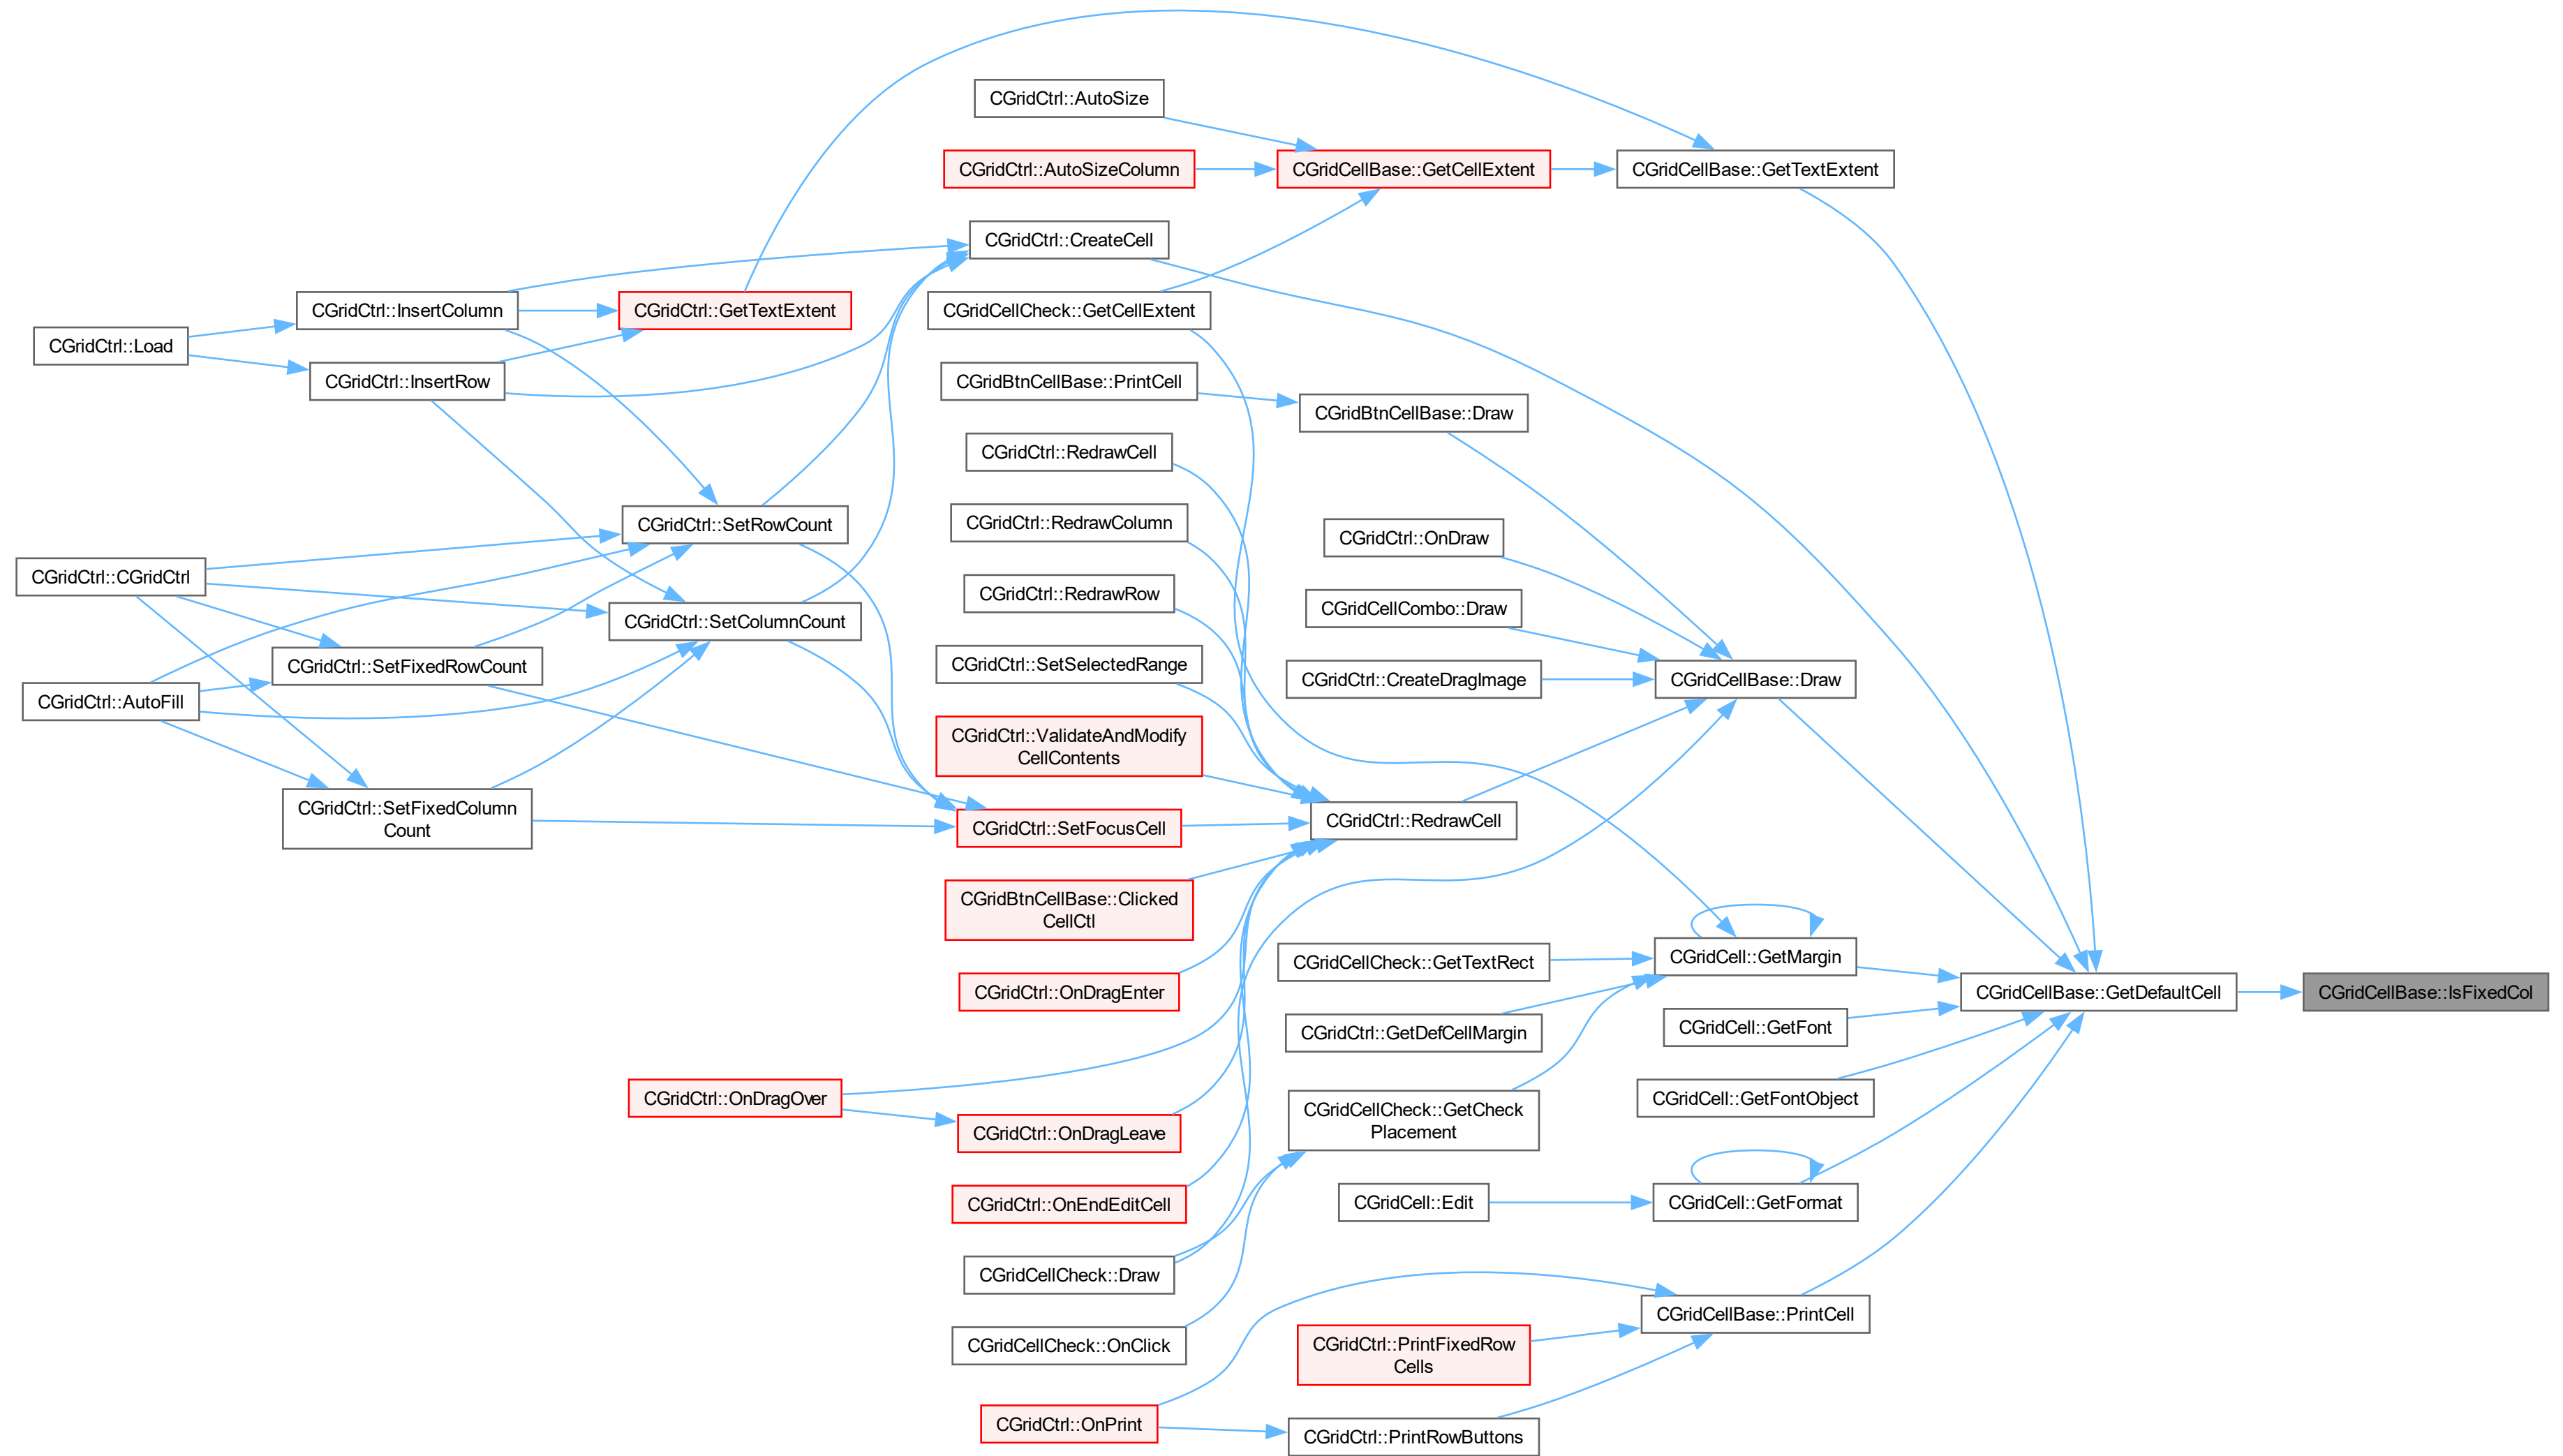 CGridCtrl::AutoSize
CGridCtrl::AutoSizeColumn
CGridCellBase::GetCellExtent
CGridCellBase::GetTextExtent
CGridCtrl::CreateCell
CGridCtrl::InsertColumn
CGridCtrl::GetTextExtent
CGridCellCheck::GetCellExtent
CGridCtrl::Load
CGridCtrl::InsertRow
CGridBtnCellBase::PrintCell
CGridBtnCellBase::Draw
CGridCtrl::RedrawCell
CGridCtrl::SetRowCount
CGridCtrl::RedrawColumn
CGridCtrl::OnDraw
CGridCtrl::CGridCtrl
CGridCtrl::RedrawRow
CGridCellCombo::Draw
CGridCtrl::SetColumnCount
CGridCtrl::SetFixedRowCount
CGridCtrl::SetSelectedRange
CGridCtrl::CreateDragImage
CGridCellBase::Draw
CGridCtrl::AutoFill
CGridCtrl::ValidateAndModify
CellContents
CGridCtrl::SetFixedColumn
Count
CGridCtrl::SetFocusCell
CGridCtrl::RedrawCell
CGridBtnCellBase::Clicked
CellCtl
CGridCellCheck::GetTextRect
CGridCell::GetMargin
CGridCtrl::OnDragEnter
CGridCellBase::GetDefaultCell
CGridCellBase::IsFixedCol
CGridCtrl::GetDefCellMargin
CGridCell::GetFont
CGridCtrl::OnDragOver
CGridCell::GetFontObject
CGridCellCheck::GetCheck
Placement
CGridCtrl::OnDragLeave
CGridCtrl::OnEndEditCell
CGridCell::Edit
CGridCell::GetFormat
CGridCellCheck::Draw
CGridCellBase::PrintCell
CGridCellCheck::OnClick
CGridCtrl::PrintFixedRow
Cells
CGridCtrl::OnPrint
CGridCtrl::PrintRowButtons